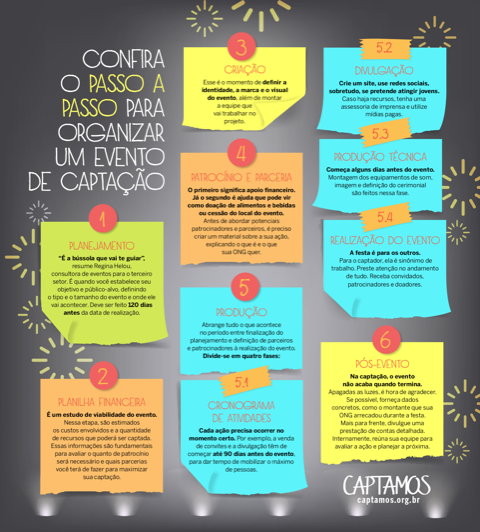 CONFIRA
O PASSO A
PASSO PARA
ORGANIZAR
UM EVENTO
DE CAPTAÇÃO
1
PLANEJAMENTO
“É a bússola que vai te guiar”,
resume Regina Helou,
consultora de eventos para o terceiro
setor. É quando você estabelece seu
objetivo e público-alvo, definindo
o tipo e o tamanho do evento e onde ele
vai acontecer. Deve ser feito 120 dias
antes da data de realização.
2
PLANILHA FINANCEIRA
É um estudo de viabilidade do evento.
Nessa etapa, são estimados
os custos envolvidos e a quantidade
de recursos que poderá ser captada.
Essas informações são fundamentais
para avaliar o quanto de patrocínio
será necessário e quais parcerias
você terá de fazer para maximizar
sua captação.
3
CRIAÇÃO
Esse é o momento de definir a
identidade, a marca e o visual
do evento, além de montar
a equipe que
vai trabalhar no
projeto.
4
PATROCÍNIO E PARCERIA
O primeiro significa apoio financeiro.
Já o segundo é ajuda que pode vir
como doação de alimentos e bebidas
ou cessão do local do evento.
Antes de abordar potenciais
patrocinadores e parceiros, é preciso
criar um material sobre a sua ação,
explicando o que é e o que
sua ONG quer.
5
PRODUÇÃO
Abrange tudo o que acontece
no período entre finalização do
planejamento e definição de parceiros
e patrocinadores à realização do evento.
Divide-se em quatro fases:
5.1
CRONOGRAMA
DE ATIVIDADES
Cada ação precisa ocorrer no
momento certo. Por exemplo, a venda
de convites e a divulgação têm de
começar até 90 dias antes do evento,
para dar tempo de mobilizar o máximo
de pessoas.
5.2
DIVULGAÇÃO
Crie um site, use redes sociais,
sobretudo, se pretende atingir jovens.
Caso haja recursos, tenha uma
assessoria de imprensa e utilize
mídias pagas.
5.3
PRODUÇÃO TÉCNICA
Começa alguns dias antes do evento.
Montagem dos equipamentos de som,
imagem e definição do cerimonial
são feitos nessa fase.
5.4
REALIZAÇÃO DO EVENTO
A festa é para os outros.
Para o captador, ela é sinônimo de
trabalho. Preste atenção no andamento
de tudo. Receba convidados,
patrocinadores e doadores.
6
PÓS-EVENTO
Na captação, o evento
não acaba quando termina.
Apagadas as luzes, é hora de agradecer.
Se possível, forneça dados
concretos, como o montante que sua
ONG arrecadou durante a festa.
Mais para frente, divulgue uma
prestação de contas detalhada.
Internamente, reúna sua equipe para
avaliar a ação e planejar a próxima.
CAPTAMOS
captamos.org.br